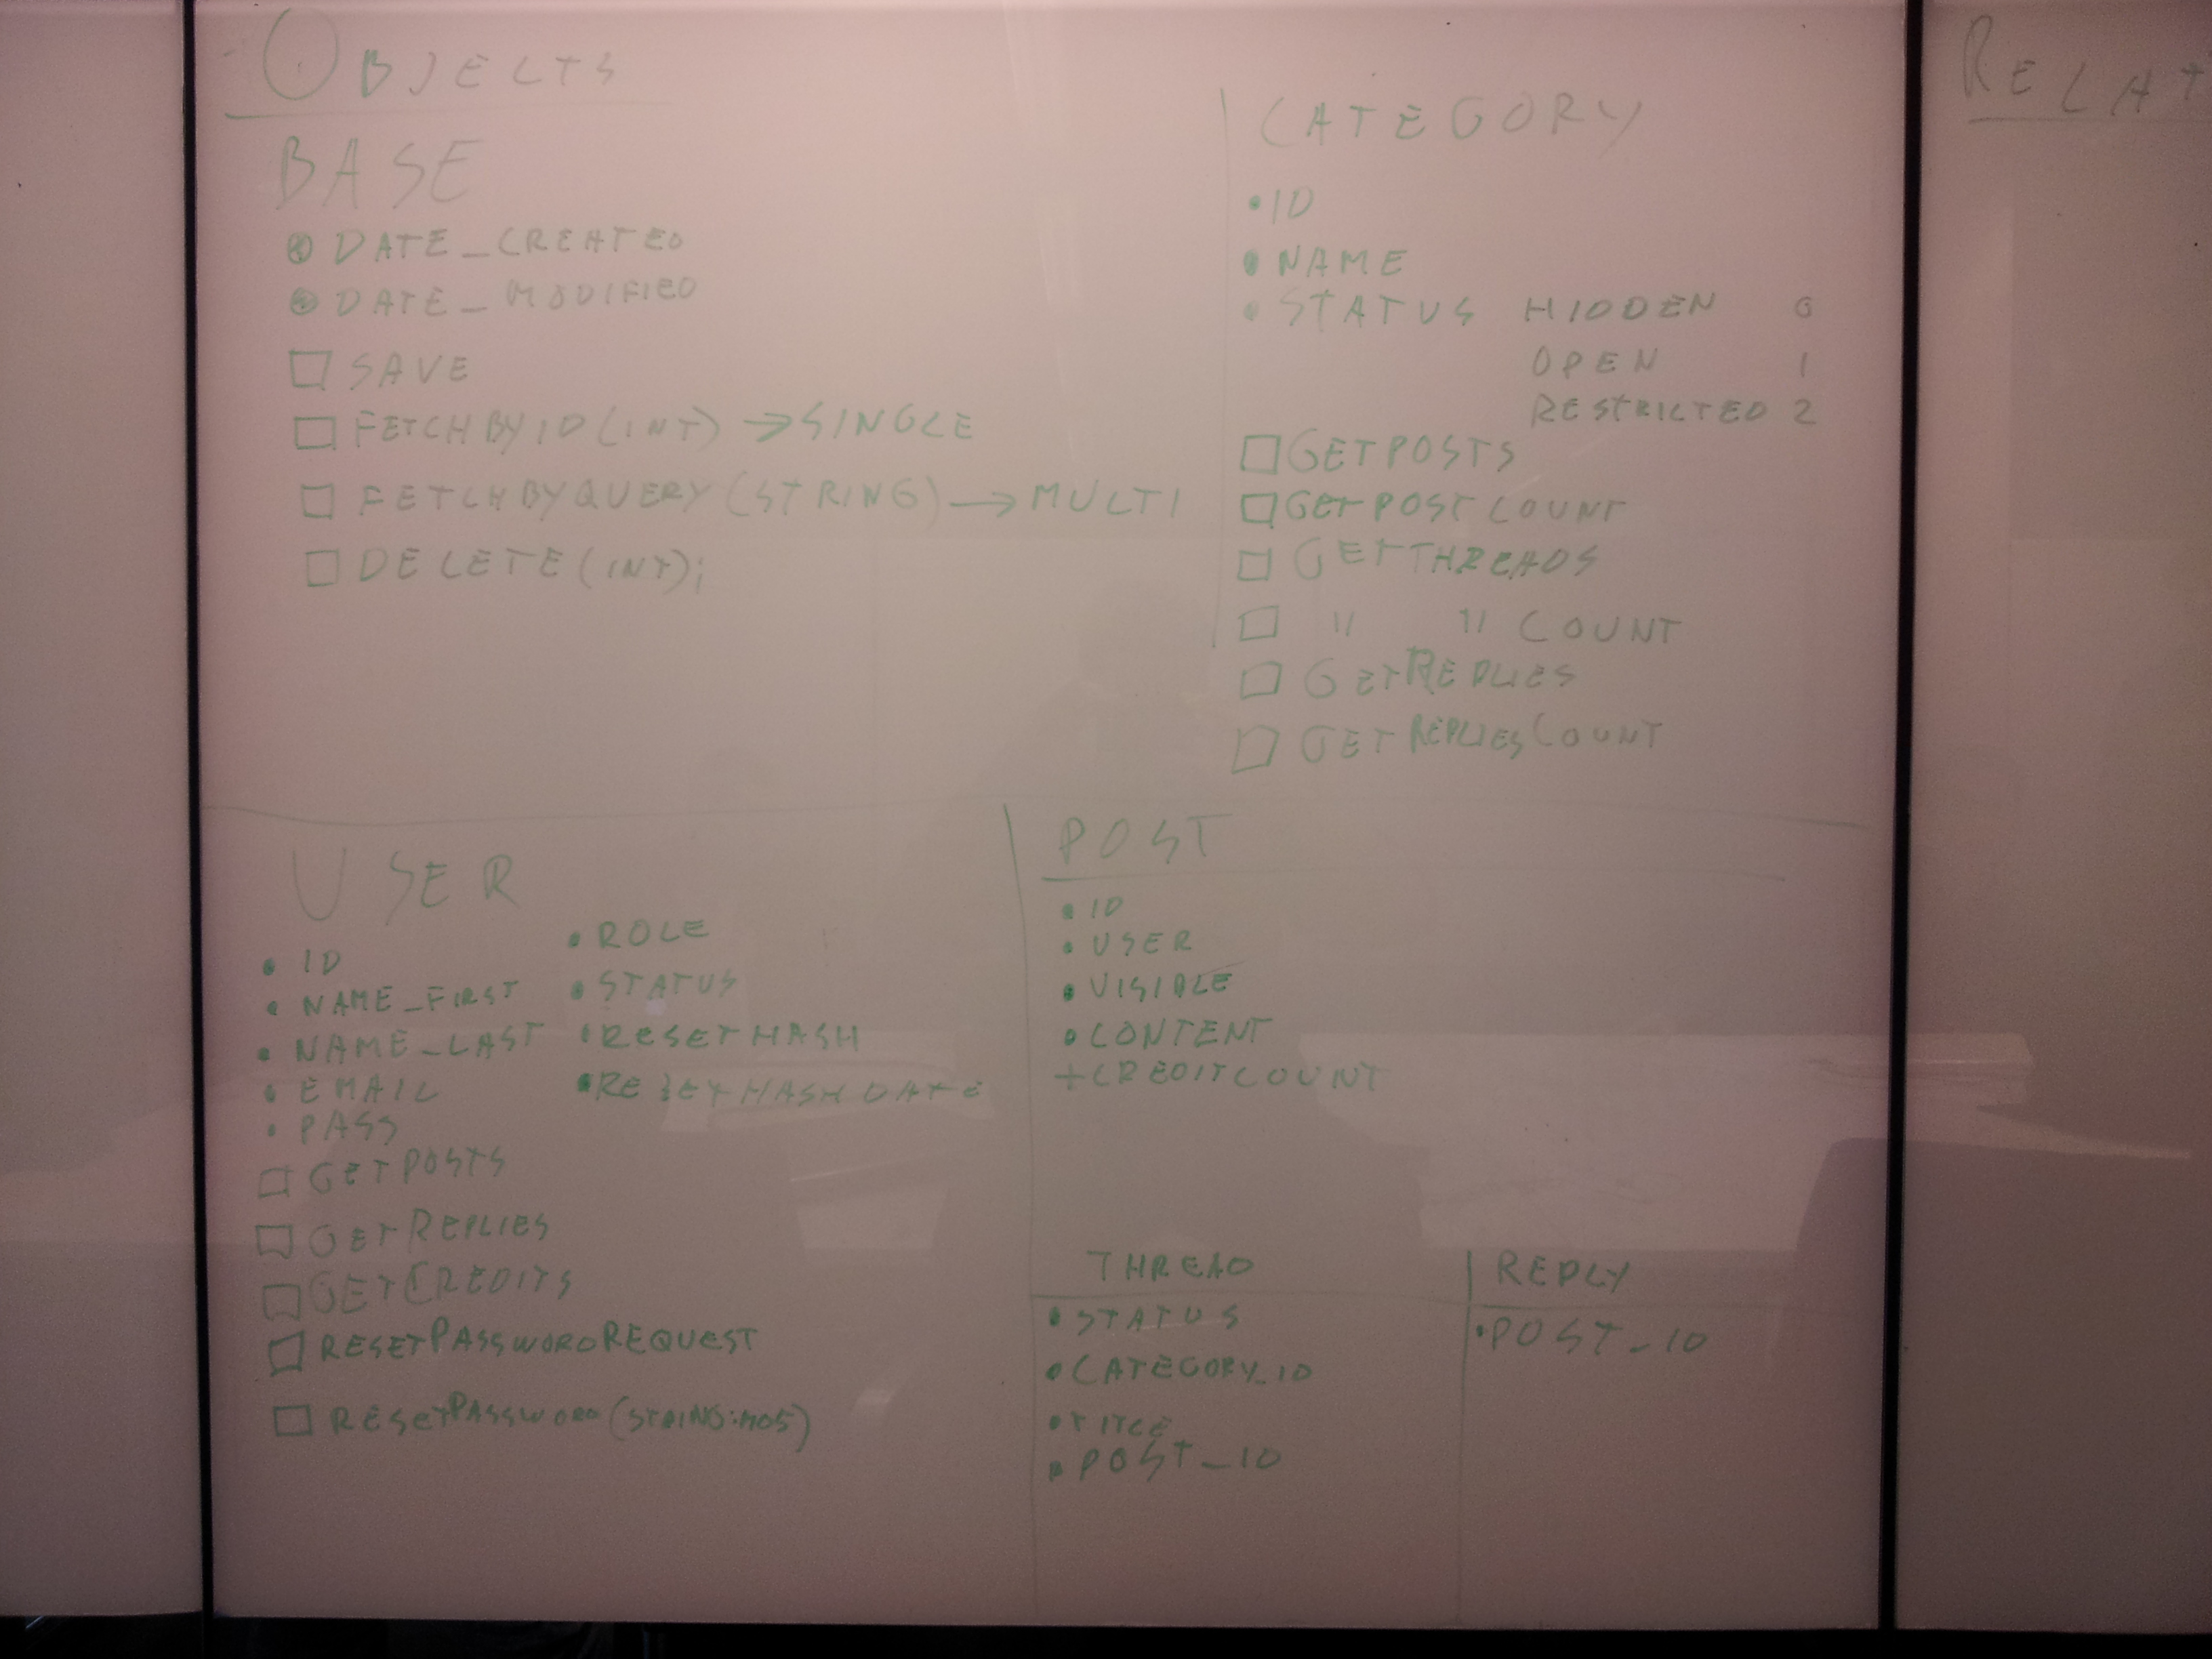 OBJECTS
BASE
DATE_CREATED
DATE_MODIFIED
SAVE
FETCHBYID(INT) → SINGLE
FETCHBYQUERY(STRING) → MULTI
DELETE(INT);
CATEGORY
• ID
• NAME
• STATUS HIDDEN 0
OPEN 1
RESTRICTED 2
GETPOSTS
GETPOSTCOUNT
GETTHREADS
" " COUNT
GETREPLIES
GETREPLIESCOUNT
USER
• ID
• NAME_FIRST
• NAME_LAST
• EMAIL
• PASS
• ROLE
• STATUS
• RESETHASH
• RESETHASHDATE
GETPOSTS
GETREPLIES
GETCREDITS
RESETPASSWORDREQUEST
RESETPASSWORD(STRING:MD5)
POST
• ID
• USER
• VISIBLE
• CONTENT
+ CREDITCOUNT
THREAD
• STATUS
• CATEGORY_ID
• TITLE
• POST_ID
REPLY
• POST_ID
RELAT